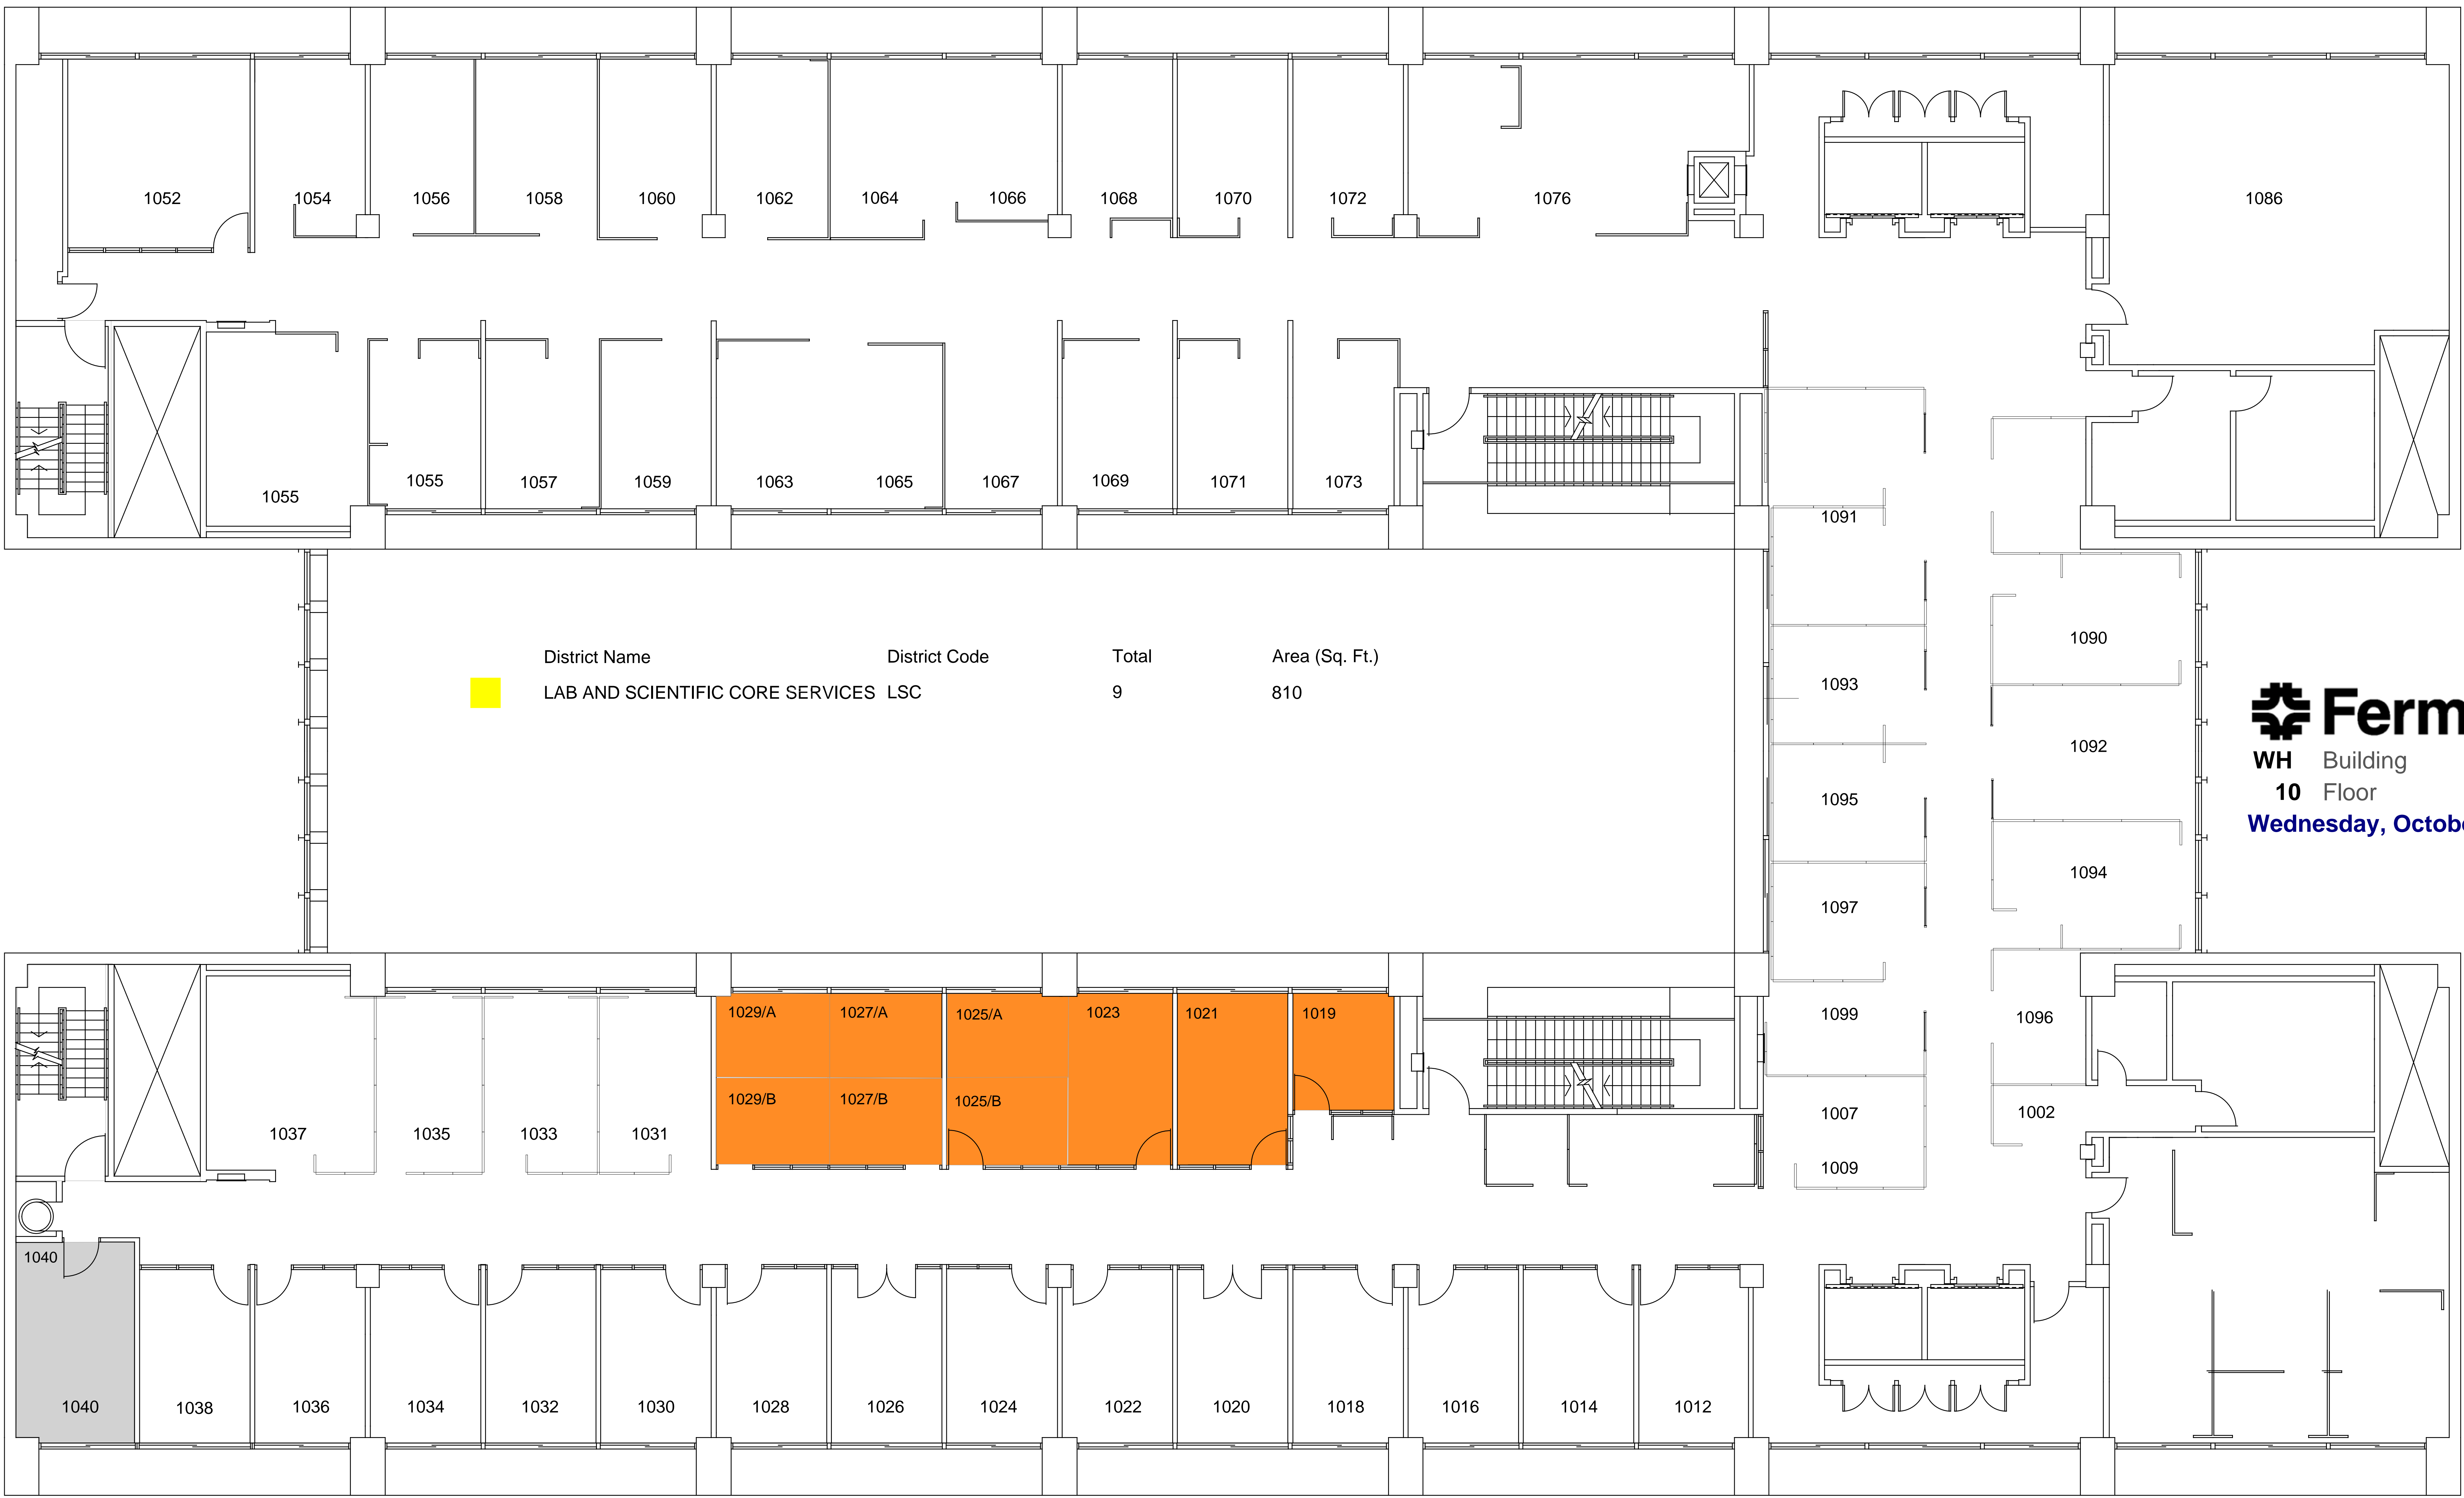 1052 1054 1056 1058 1060 1062 1064 1066 1068 1070 1072 1076 1086
1055 1055 1057 1059 1063 1065 1067 1069 1071 1073
1091
1090
District Name District Code Total Area (Sq. Ft.)
LAB AND SCIENTIFIC CORE SERVICES LSC 9 810
1093
1092
Ferm
WH Building
10 Floor
Wednesday, Octobe
1095
1094
1097
1029/A 1027/A 1025/A 1023 1021 1019
1099 1096
1029/B 1027/B 1025/B
1007 1002
1037 1035 1033 1031
1009
1040
1040 1038 1036 1034 1032 1030 1028 1026 1024 1022 1020 1018 1016 1014 1012